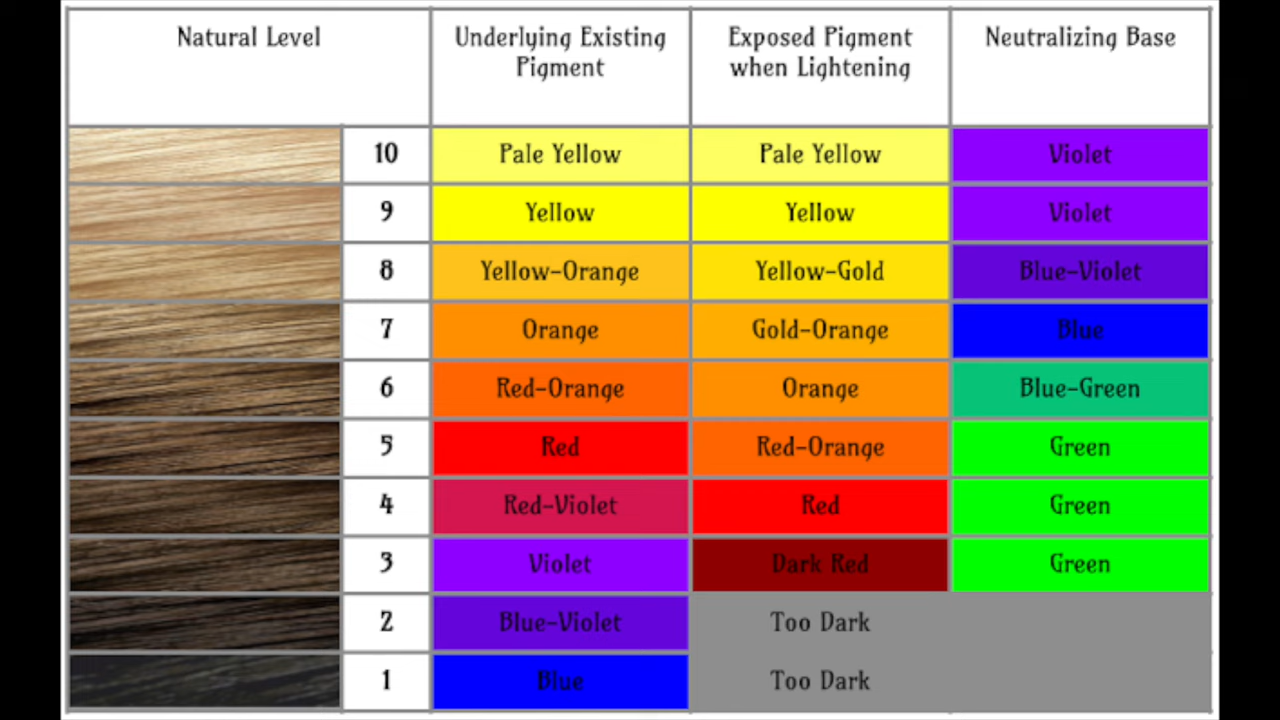 Natural Level
Underlying Existing
Pigment
Exposed Pigment
when Lightening
Neutralizing Base
10 Pale Yellow Pale Yellow Violet
9 Yellow Yellow Violet
8 Yellow-Orange Yellow-Gold Blue-Violet
7 Orange Gold-Orange Blue
6 Red-Orange Orange Blue-Green
5 Red Red-Orange Green
4 Red-Violet Red Green
3 Violet Dark Red Green
2 Blue-Violet Too Dark
1 Blue Too Dark